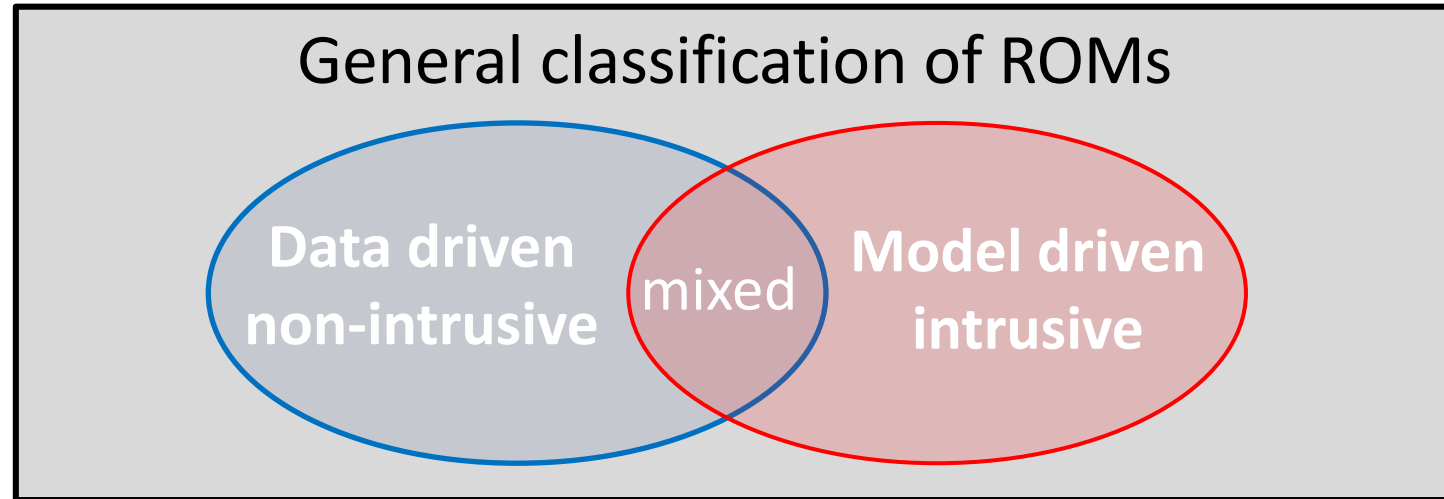 General classification of ROMs
Data driven
non-intrusive
mixed
Model driven
intrusive